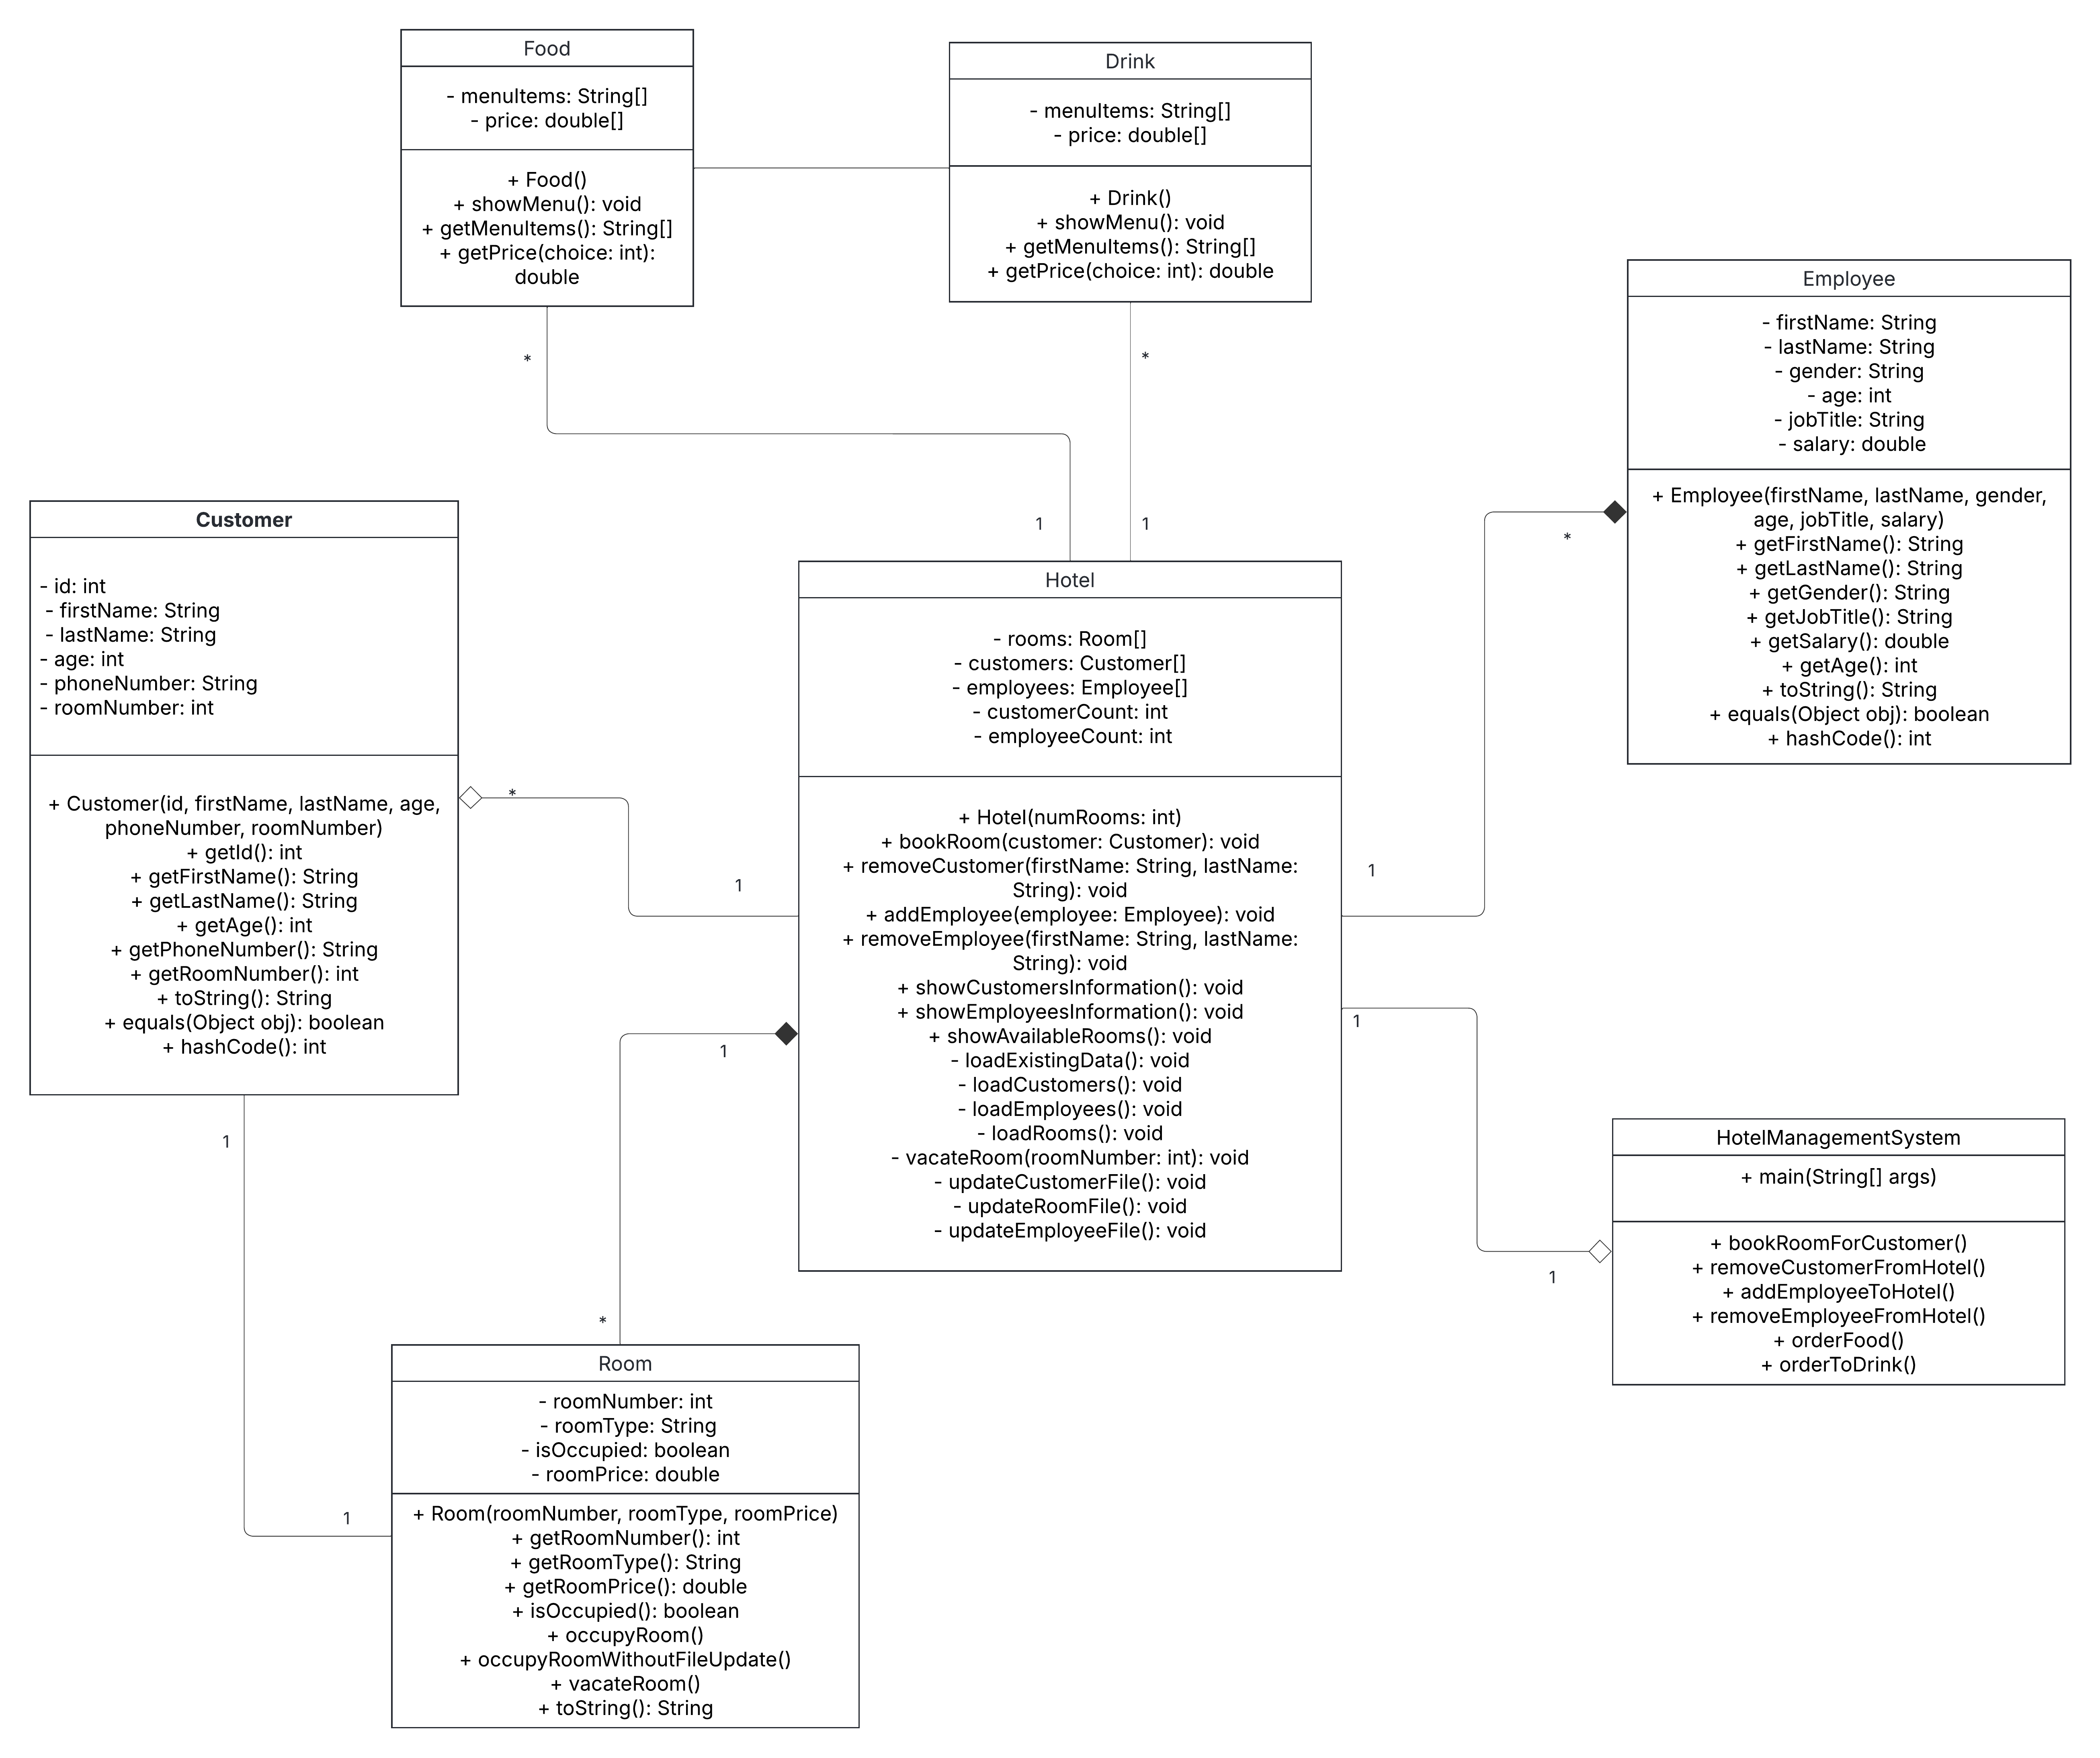 Food
- menuItems: String[]
- price: double[]
+ Food()
+ showMenu(): void
+ getMenuItems(): String[]
+ getPrice(choice: int):
double
Drink
- menuItems: String[]
- price: double[]
+ Drink()
+ showMenu(): void
+ getMenuItems(): String[]
+ getPrice(choice: int): double
*
*
1
1
Employee
- firstName: String
- lastName: String
- gender: String
- age: int
- jobTitle: String
- salary: double
+ Employee(firstName, lastName, gender,
age, jobTitle, salary)
+ getFirstName(): String
+ getLastName(): String
+ getGender(): String
+ getJobTitle(): String
+ getSalary(): double
+ getAge(): int
+ toString(): String
+ equals(Object obj): boolean
+ hashCode(): int
*
1
Customer
- id: int
- firstName: String
- lastName: String
- age: int
- phoneNumber: String
- roomNumber: int
+ Customer(id, firstName, lastName, age,
phoneNumber, roomNumber)
+ getId(): int
+ getFirstName(): String
+ getLastName(): String
+ getAge(): int
+ getPhoneNumber(): String
+ getRoomNumber(): int
+ toString(): String
+ equals(Object obj): boolean
+ hashCode(): int
*
1
Hotel
- rooms: Room[]
- customers: Customer[]
- employees: Employee[]
- customerCount: int
- employeeCount: int
+ Hotel(numRooms: int)
+ bookRoom(customer: Customer): void
+ removeCustomer(firstName: String, lastName:
String): void
+ addEmployee(employee: Employee): void
+ removeEmployee(firstName: String, lastName:
String): void
+ showCustomersInformation(): void
+ showEmployeesInformation(): void
+ showAvailableRooms(): void
- loadExistingData(): void
- loadCustomers(): void
- loadEmployees(): void
- loadRooms(): void
- vacateRoom(roomNumber: int): void
- updateCustomerFile(): void
- updateRoomFile(): void
- updateEmployeeFile(): void
1
1
HotelManagementSystem
+ main(String[] args)
+ bookRoomForCustomer()
+ removeCustomerFromHotel()
+ addEmployeeToHotel()
+ removeEmployeeFromHotel()
+ orderFood()
+ orderToDrink()
1
*
1
1
Room
- roomNumber: int
- roomType: String
- isOccupied: boolean
- roomPrice: double
+ Room(roomNumber, roomType, roomPrice)
+ getRoomNumber(): int
+ getRoomType(): String
+ getRoomPrice(): double
+ isOccupied(): boolean
+ occupyRoom()
+ occupyRoomWithoutFileUpdate()
+ vacateRoom()
+ toString(): String